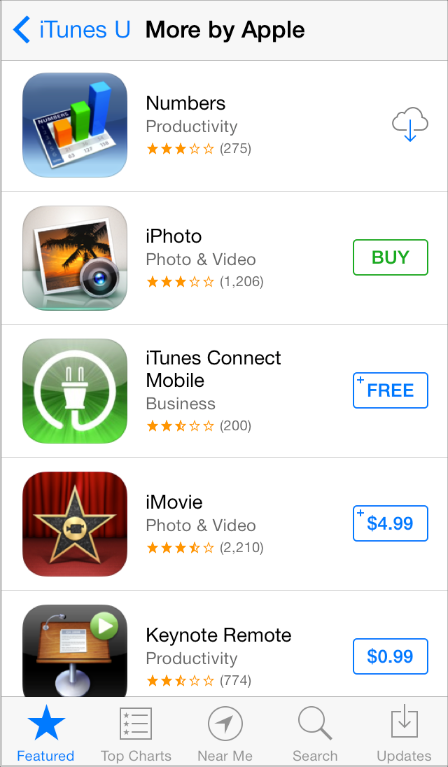 iTunes U More by Apple
Numbers
Productivity
(275)
iPhoto
Photo & Video
(1,206)
BUY
iTunes Connect
Mobile
Business
(200)
+ FREE
iMovie
Photo & Video
(2,210)
+ $4.99
Keynote Remote
Productivity
(774)
$0.99
Featured Top Charts Near Me Search Updates